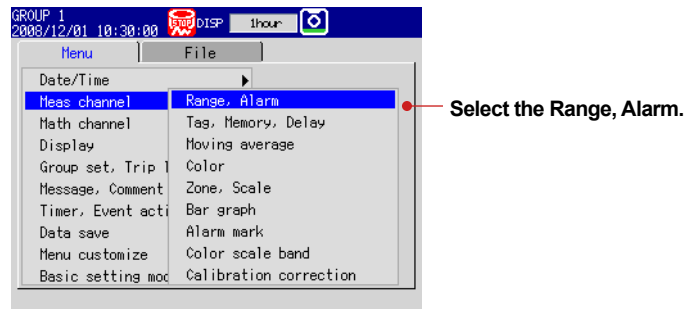 GROUP 1
2008/12/01 10:30:00 STOP DISP 1hour
Menu File
Date/Time
Meas channel Range, Alarm
Select the Range, Alarm.
Math channel Tag, Memory, Delay
Display Moving average
Group set, Trip l Color
Message, Comment Zone, Scale
Timer, Event acti Bar graph
Data save Alarm mark
Menu customize Color scale band
Basic setting mod Calibration correction